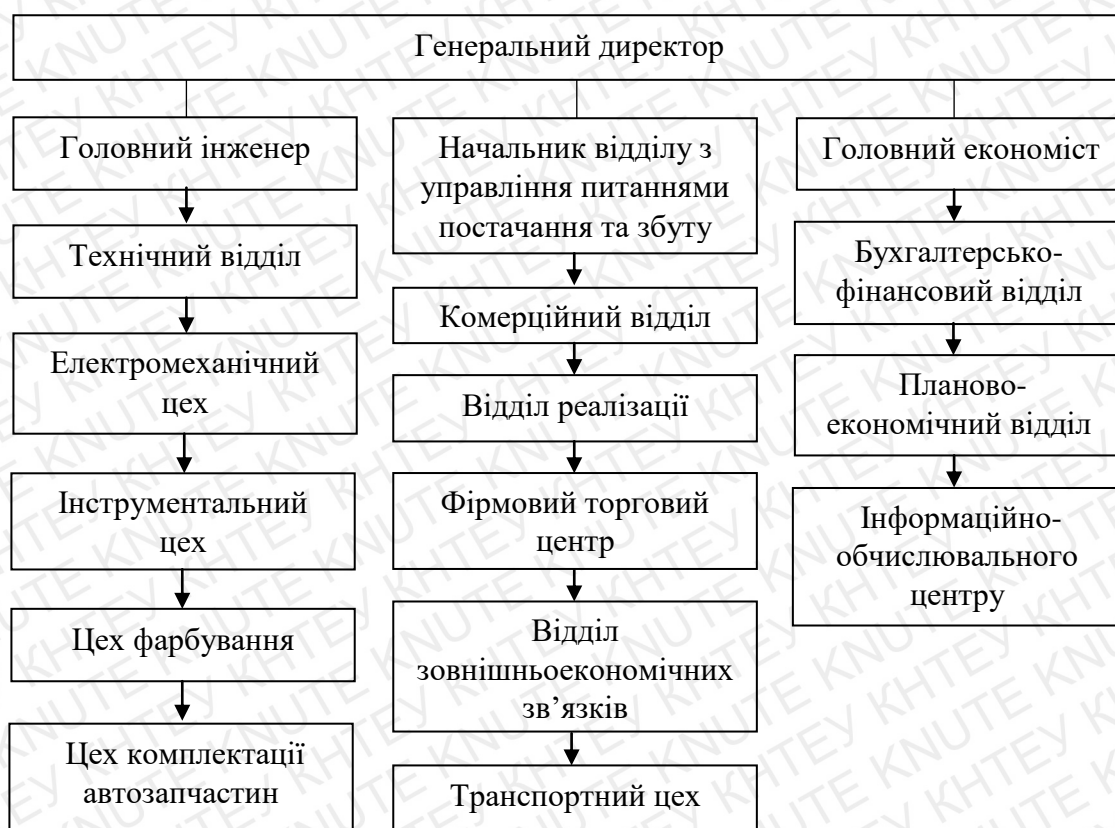 Генеральний директор
Головний інженер
Технічний відділ
Електромеханічний
цех
Інструментальний
цех
Цех фарбування
Цех комплектації
автозапчастин
Начальник відділу з
управління питаннями
постачання та збуту
Комерційний відділ
Відділ реалізації
Фірмовий торговий
центр
Відділ
зовнішньоекономічних
зв’язків
Транспортний цех
Головний економіст
Бухгалтерсько-
фінансовий відділ
Планово-
економічний відділ
Інформаційно-
обчислювального
центру